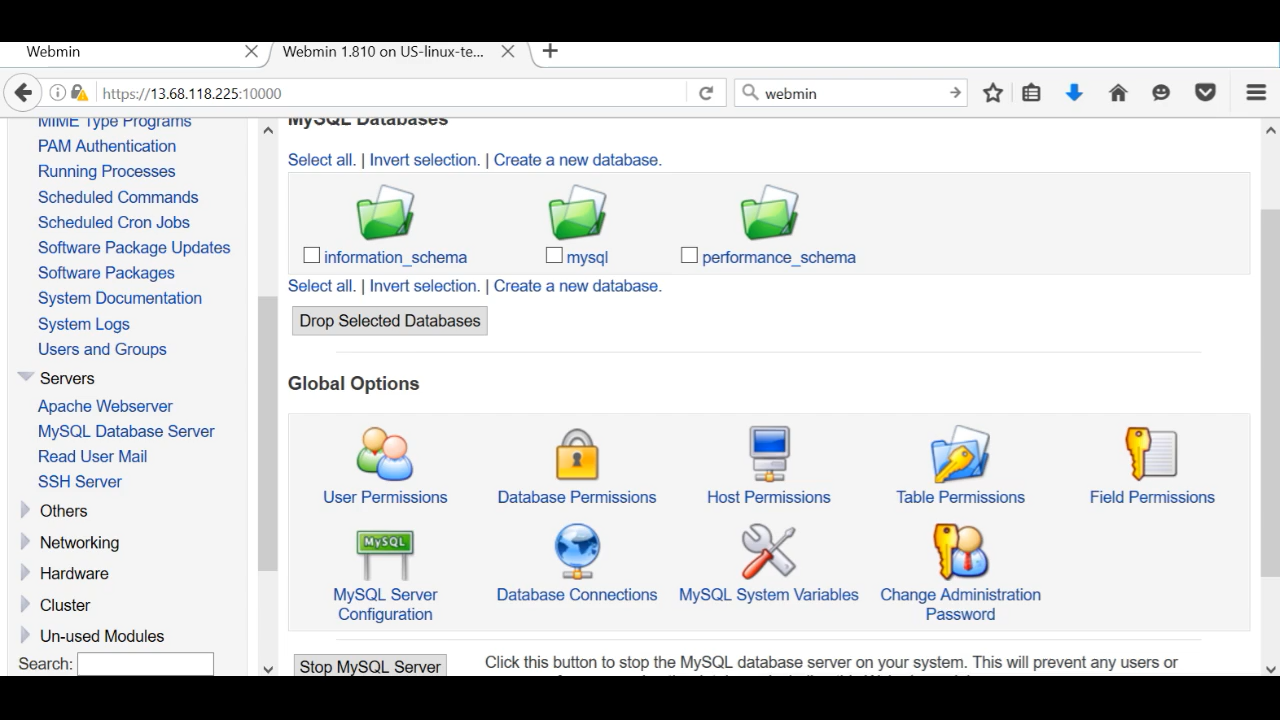 Webmin
Webmin 1.810 on US-linux-te...
https://13.68.118.225:10000
webmin
MIME Type Programs
PAM Authentication
Running Processes
Scheduled Commands
Scheduled Cron Jobs
Software Package Updates
Software Packages
System Documentation
System Logs
Users and Groups
Servers
Apache Webserver
MySQL Database Server
Read User Mail
SSH Server
Others
Networking
Hardware
Cluster
Un-used Modules
Search:
MySQL Databases
Select all. | Invert selection. | Create a new database.
information_schema mysql performance_schema
Select all. | Invert selection. | Create a new database.
Drop Selected Databases
Global Options
User Permissions Database Permissions Host Permissions Table Permissions Field Permissions
MySQL
MySQL Server Configuration Database Connections MySQL System Variables Change Administration Password
Stop MySQL Server
Click this button to stop the MySQL database server on your system. This will prevent any users or